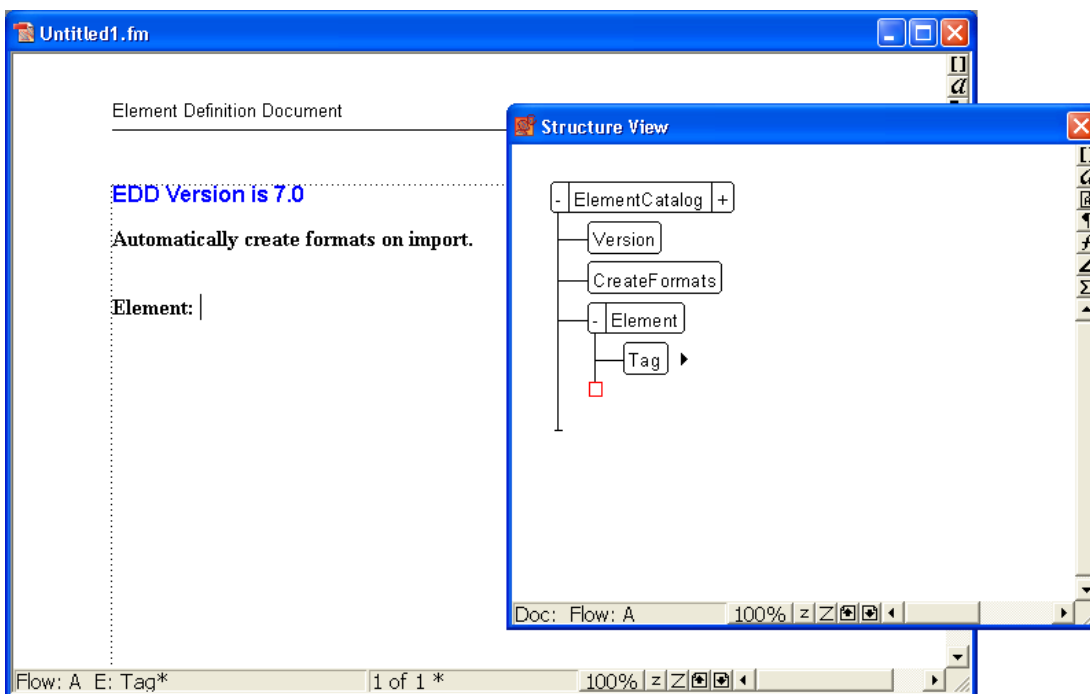 Untitled1.fm
Element Definition Document
EDD Version is 7.0
Automatically create formats on import.
Element:
Flow: A E: Tag*
1 of 1 *
100%
z Z
Structure View
- ElementCatalog +
Version
CreateFormats
- Element
Tag
Doc: Flow: A
100%
z Z